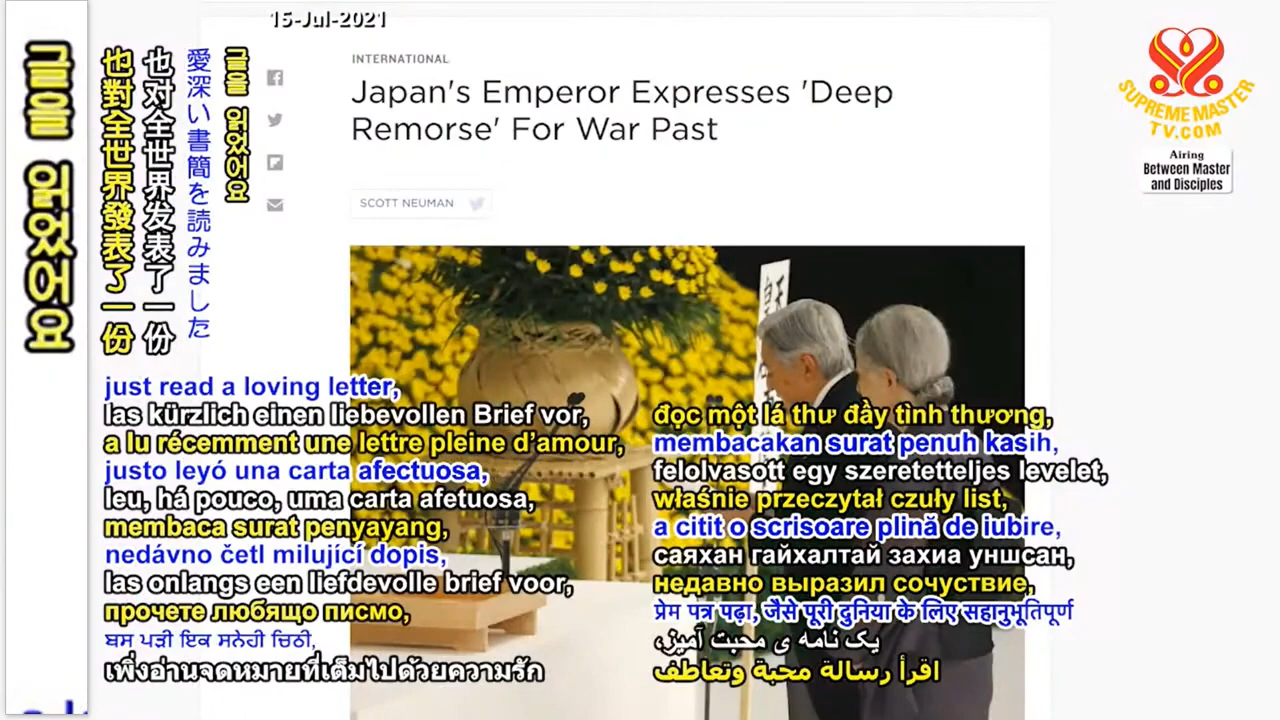 15-Jul-2021
글을 읽었어요
也對全世界發表了一份
也对全世界发表了一份
愛深い書簡を読みました
글을 읽었어요
INTERNATIONAL
Japan's Emperor Expresses 'Deep
Remorse' For War Past
SCOTT NEUMAN
SUPREME MASTER
TV.COM
Airing
Between Master
and Disciples
just read a loving letter,
las kürzlich einen liebevollen Brief vor,
a lu récemment une lettre pleine d'amour,
justo leyó una carta afectuosa,
leu, há pouco, uma carta afetuosa,
membaca surat penyayang,
nedávno četl milující dopis,
las onlangs een liefdevolle brief voor,
прочете любящо писмо,
ਬਸ ਪੜੀ ਇਕ ਸਨੇਹੀ ਚਿਠੀ,
เพิ่งอ่านจดหมายที่เต็มไปด้วยความรัก
đọc một lá thư đầy tình thương,
membacakan surat penuh kasih,
felolvasott egy szeretetteljes levelet,
właśnie przeczytał czuły list,
a citit o scrisoare plină de iubire,
саяхан гайхалтай захиа уншсан,
недавно выразил сочуствие,
प्रेम पत्र पढ़ा, जैसे पूरी दुनिया के लिए सहानुभूतिपूर्ण
یک نامه ی محبت آمیز،
اقرأ رسالة محبة وتعاطف